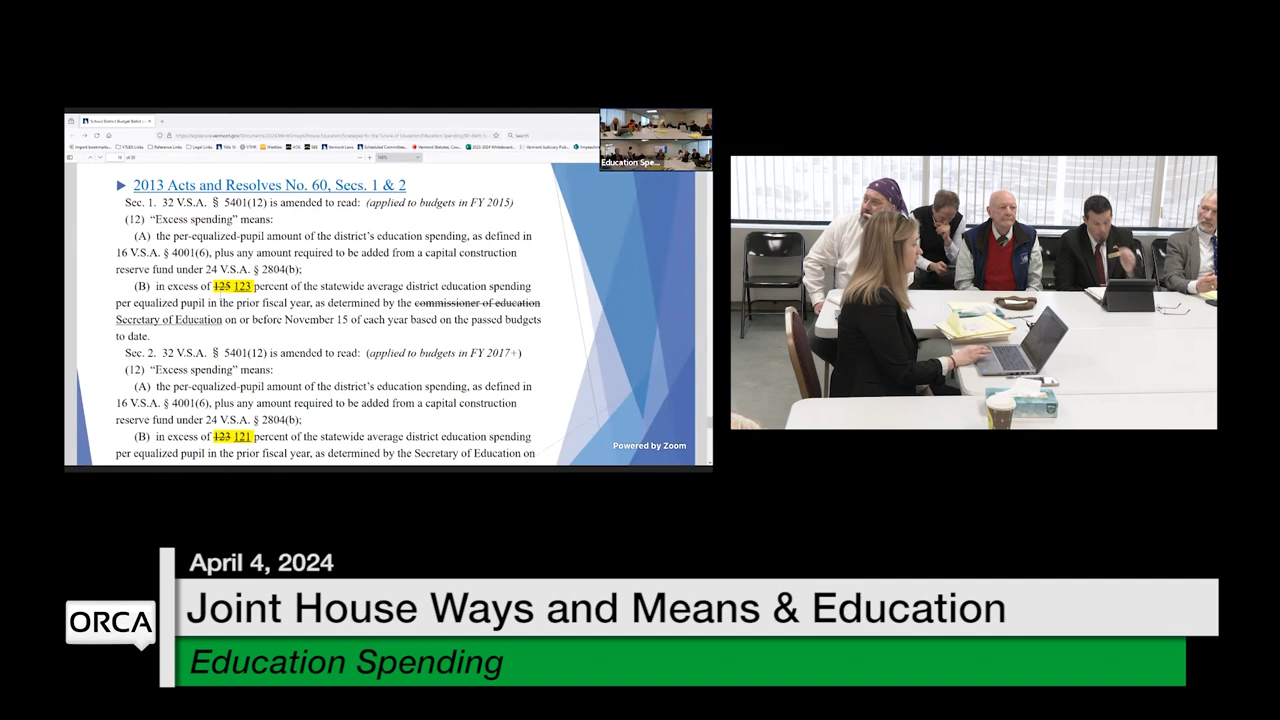 School District Budget Ballot
Search
2013 Acts and Resolves No. 60, Secs. 1 & 2
Sec. 1. 32 V.S.A. § 5401(12) is amended to read: (applied to budgets in FY 2015)
(12) “Excess spending” means:
(A) the per-equalized-pupil amount of the district’s education spending, as defined in
16 V.S.A. § 4001(6), plus any amount required to be added from a capital construction
reserve fund under 24 V.S.A. § 2804(b);
(B) in excess of 125 123 percent of the statewide average district education spending
per equalized pupil in the prior fiscal year, as determined by the commissioner of education
Secretary of Education on or before November 15 of each year based on the passed budgets
to date.
Sec. 2. 32 V.S.A. § 5401(12) is amended to read: (applied to budgets in FY 2017+)
(12) “Excess spending” means:
(A) the per-equalized-pupil amount of the district’s education spending, as defined in
16 V.S.A. § 4001(6), plus any amount required to be added from a capital construction
reserve fund under 24 V.S.A. § 2804(b);
(B) in excess of 123 121 percent of the statewide average district education spending
per equalized pupil in the prior fiscal year, as determined by the Secretary of Education on
Education Spe...
Powered by Zoom
April 4, 2024
ORCA
Joint House Ways and Means & Education
Education Spending